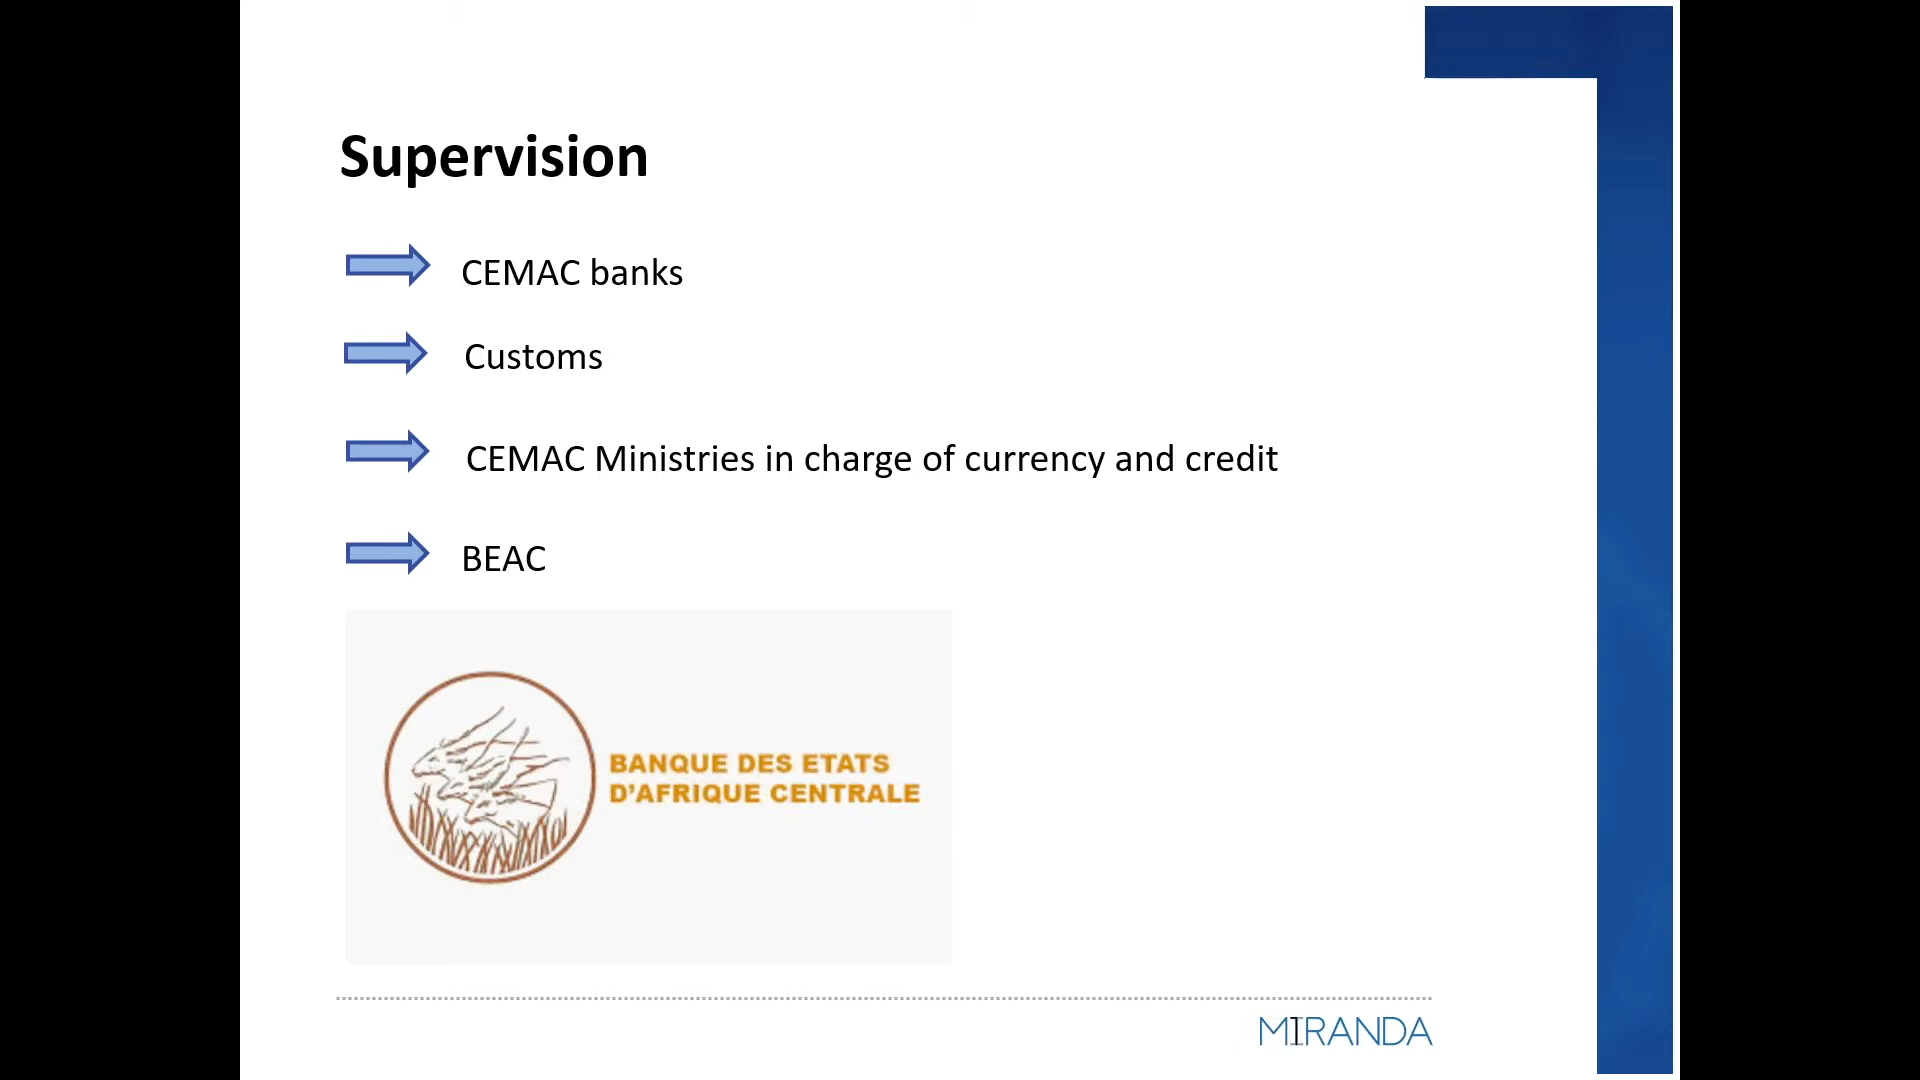 Supervision
CEMAC banks
Customs
CEMAC Ministries in charge of currency and credit
BEAC
BANQUE DES ETATS
D'AFRIQUE CENTRALE
MIRANDA